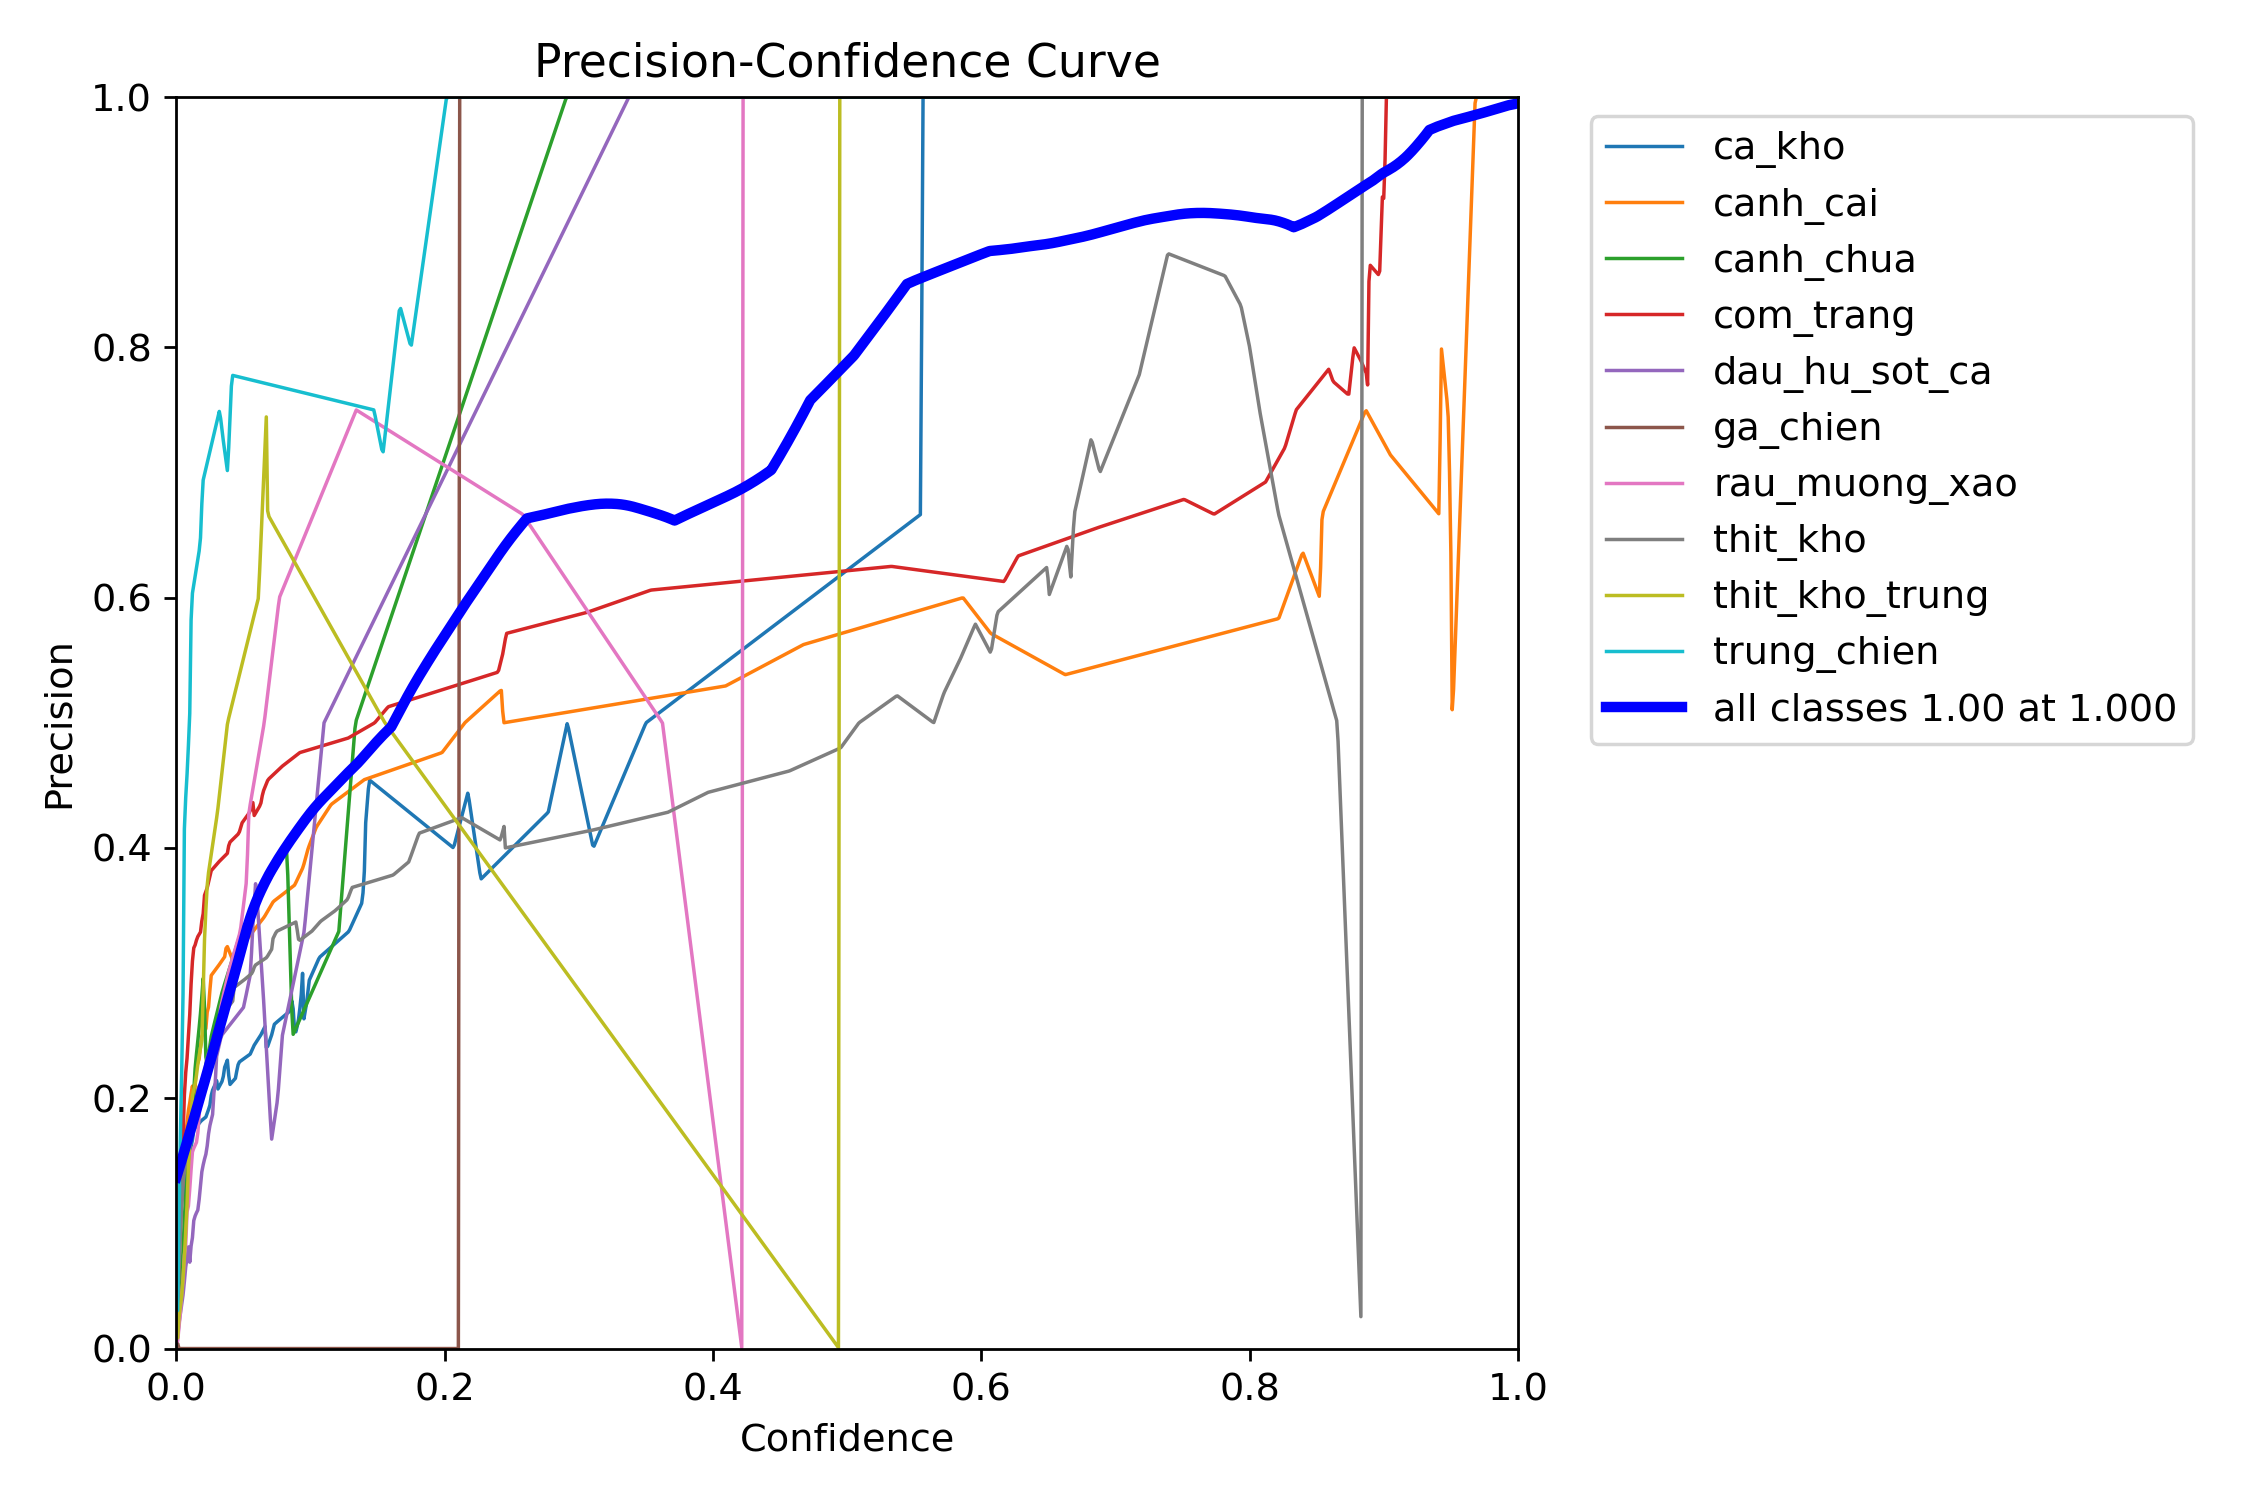 Precision-Confidence Curve
1.0
0.8
0.6
0.4
0.2
0.0
Precision
0.0 0.2 0.4 0.6 0.8 1.0
Confidence
ca_kho
canh_cai
canh_chua
com_trang
dau_hu_sot_ca
ga_chien
rau_muong_xao
thit_kho
thit_kho_trung
trung_chien
all classes 1.00 at 1.000